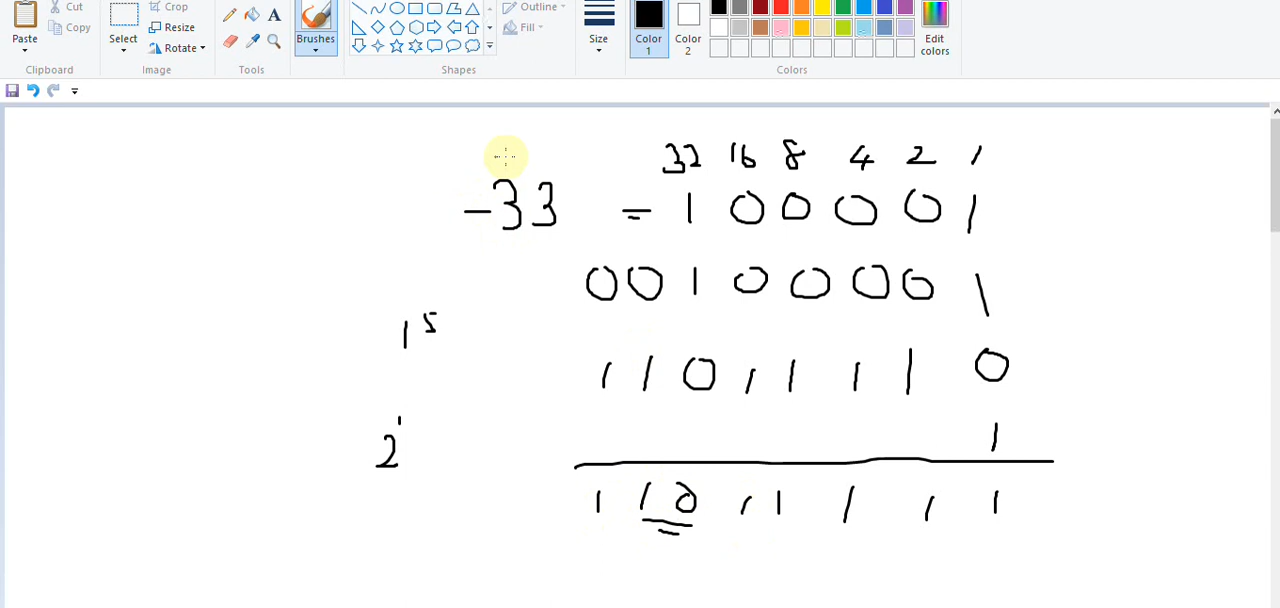 Cut
Crop
Outline
Paste
Copy
Select
Resize
Fill
Rotate
A
Brushes
Size
Color 1
Color 2
Edit colors
Clipboard
Image
Tools
Shapes
Colors
32 16 8 4 2 1
-33 = 1 0 0 0 0 1
0 0 1 0 0 0 0 1
1s
1 1 0 1 1 1 1 0
2'
1
1 1 0 1 1 1 1 1